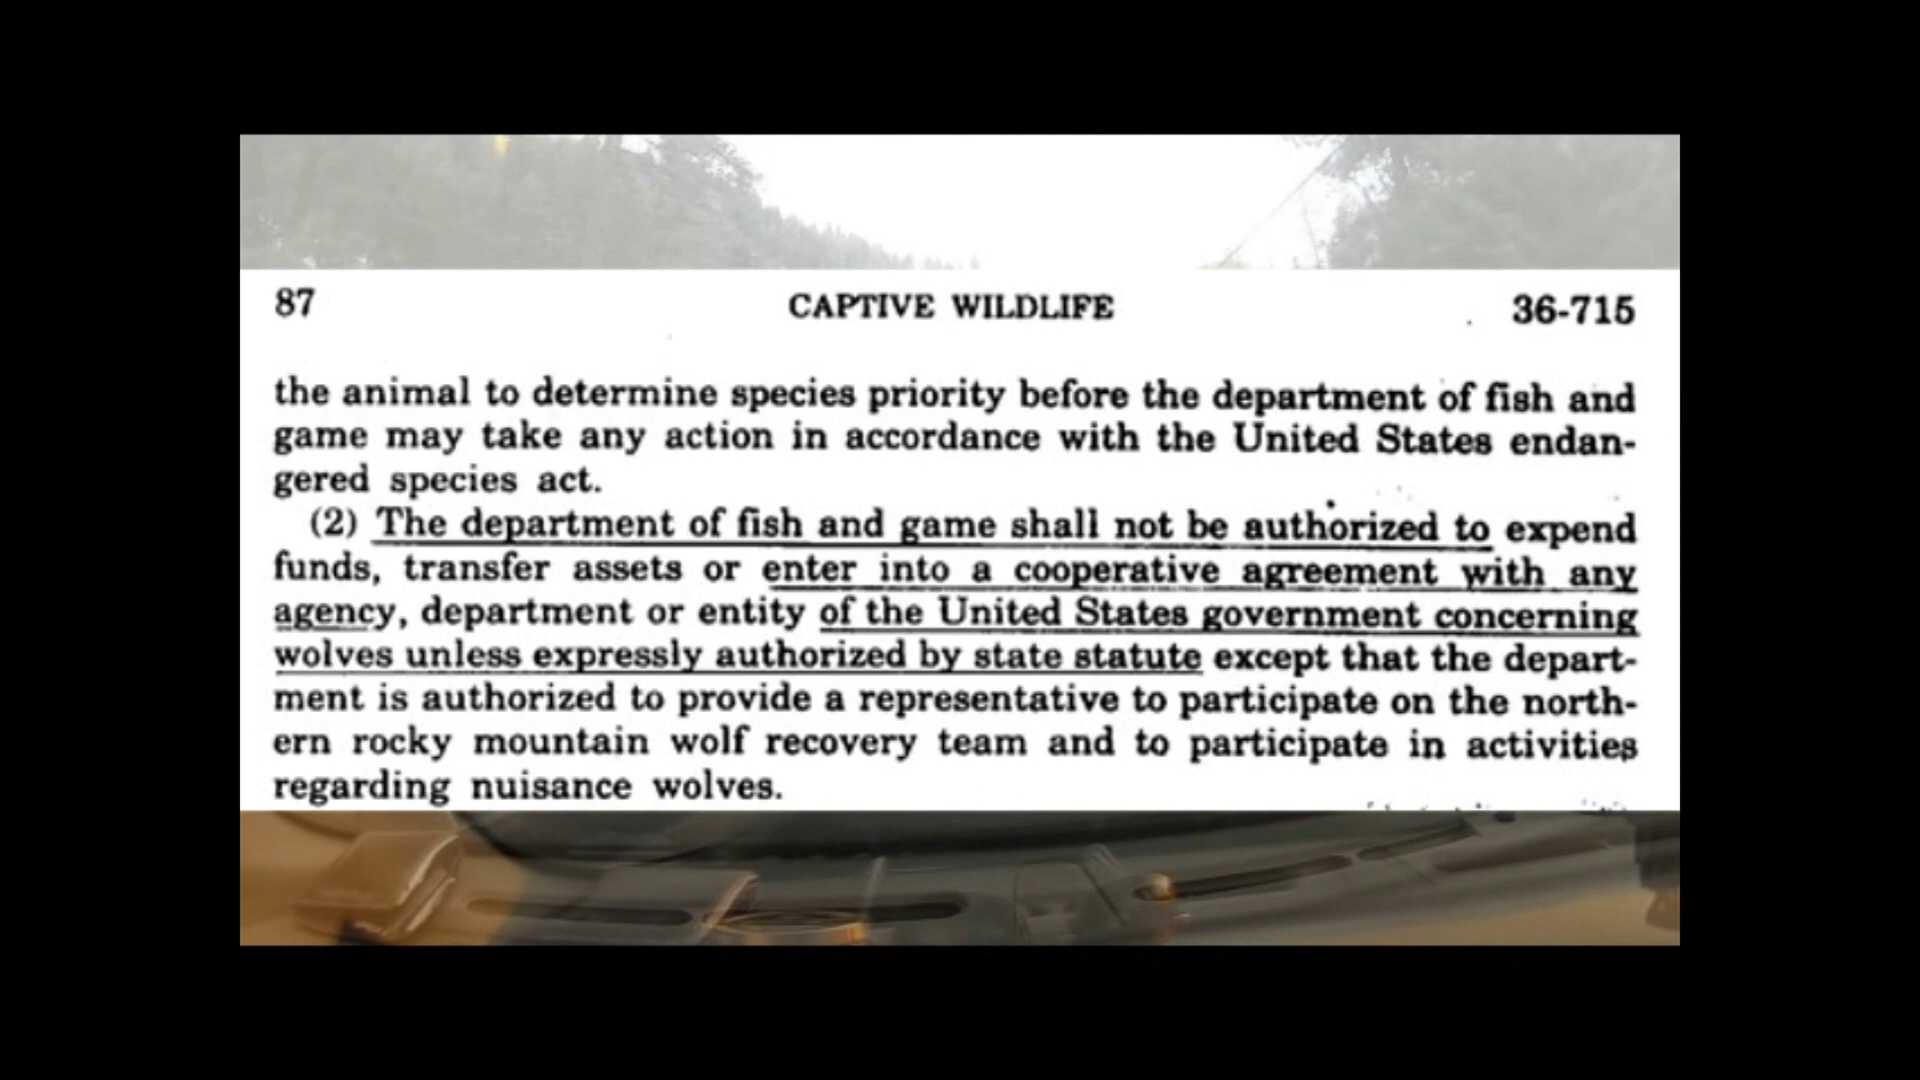 87 CAPTIVE WILDLIFE 36-715
the animal to determine species priority before the department of fish and
game may take any action in accordance with the United States endan-
gered species act.
(2) The department of fish and game shall not be authorized to expend
funds, transfer assets or enter into a cooperative agreement with any
agency, department or entity of the United States government concerning
wolves unless expressly authorized by state statute except that the depart-
ment is authorized to provide a representative to participate on the north-
ern rocky mountain wolf recovery team and to participate in activities
regarding nuisance wolves.